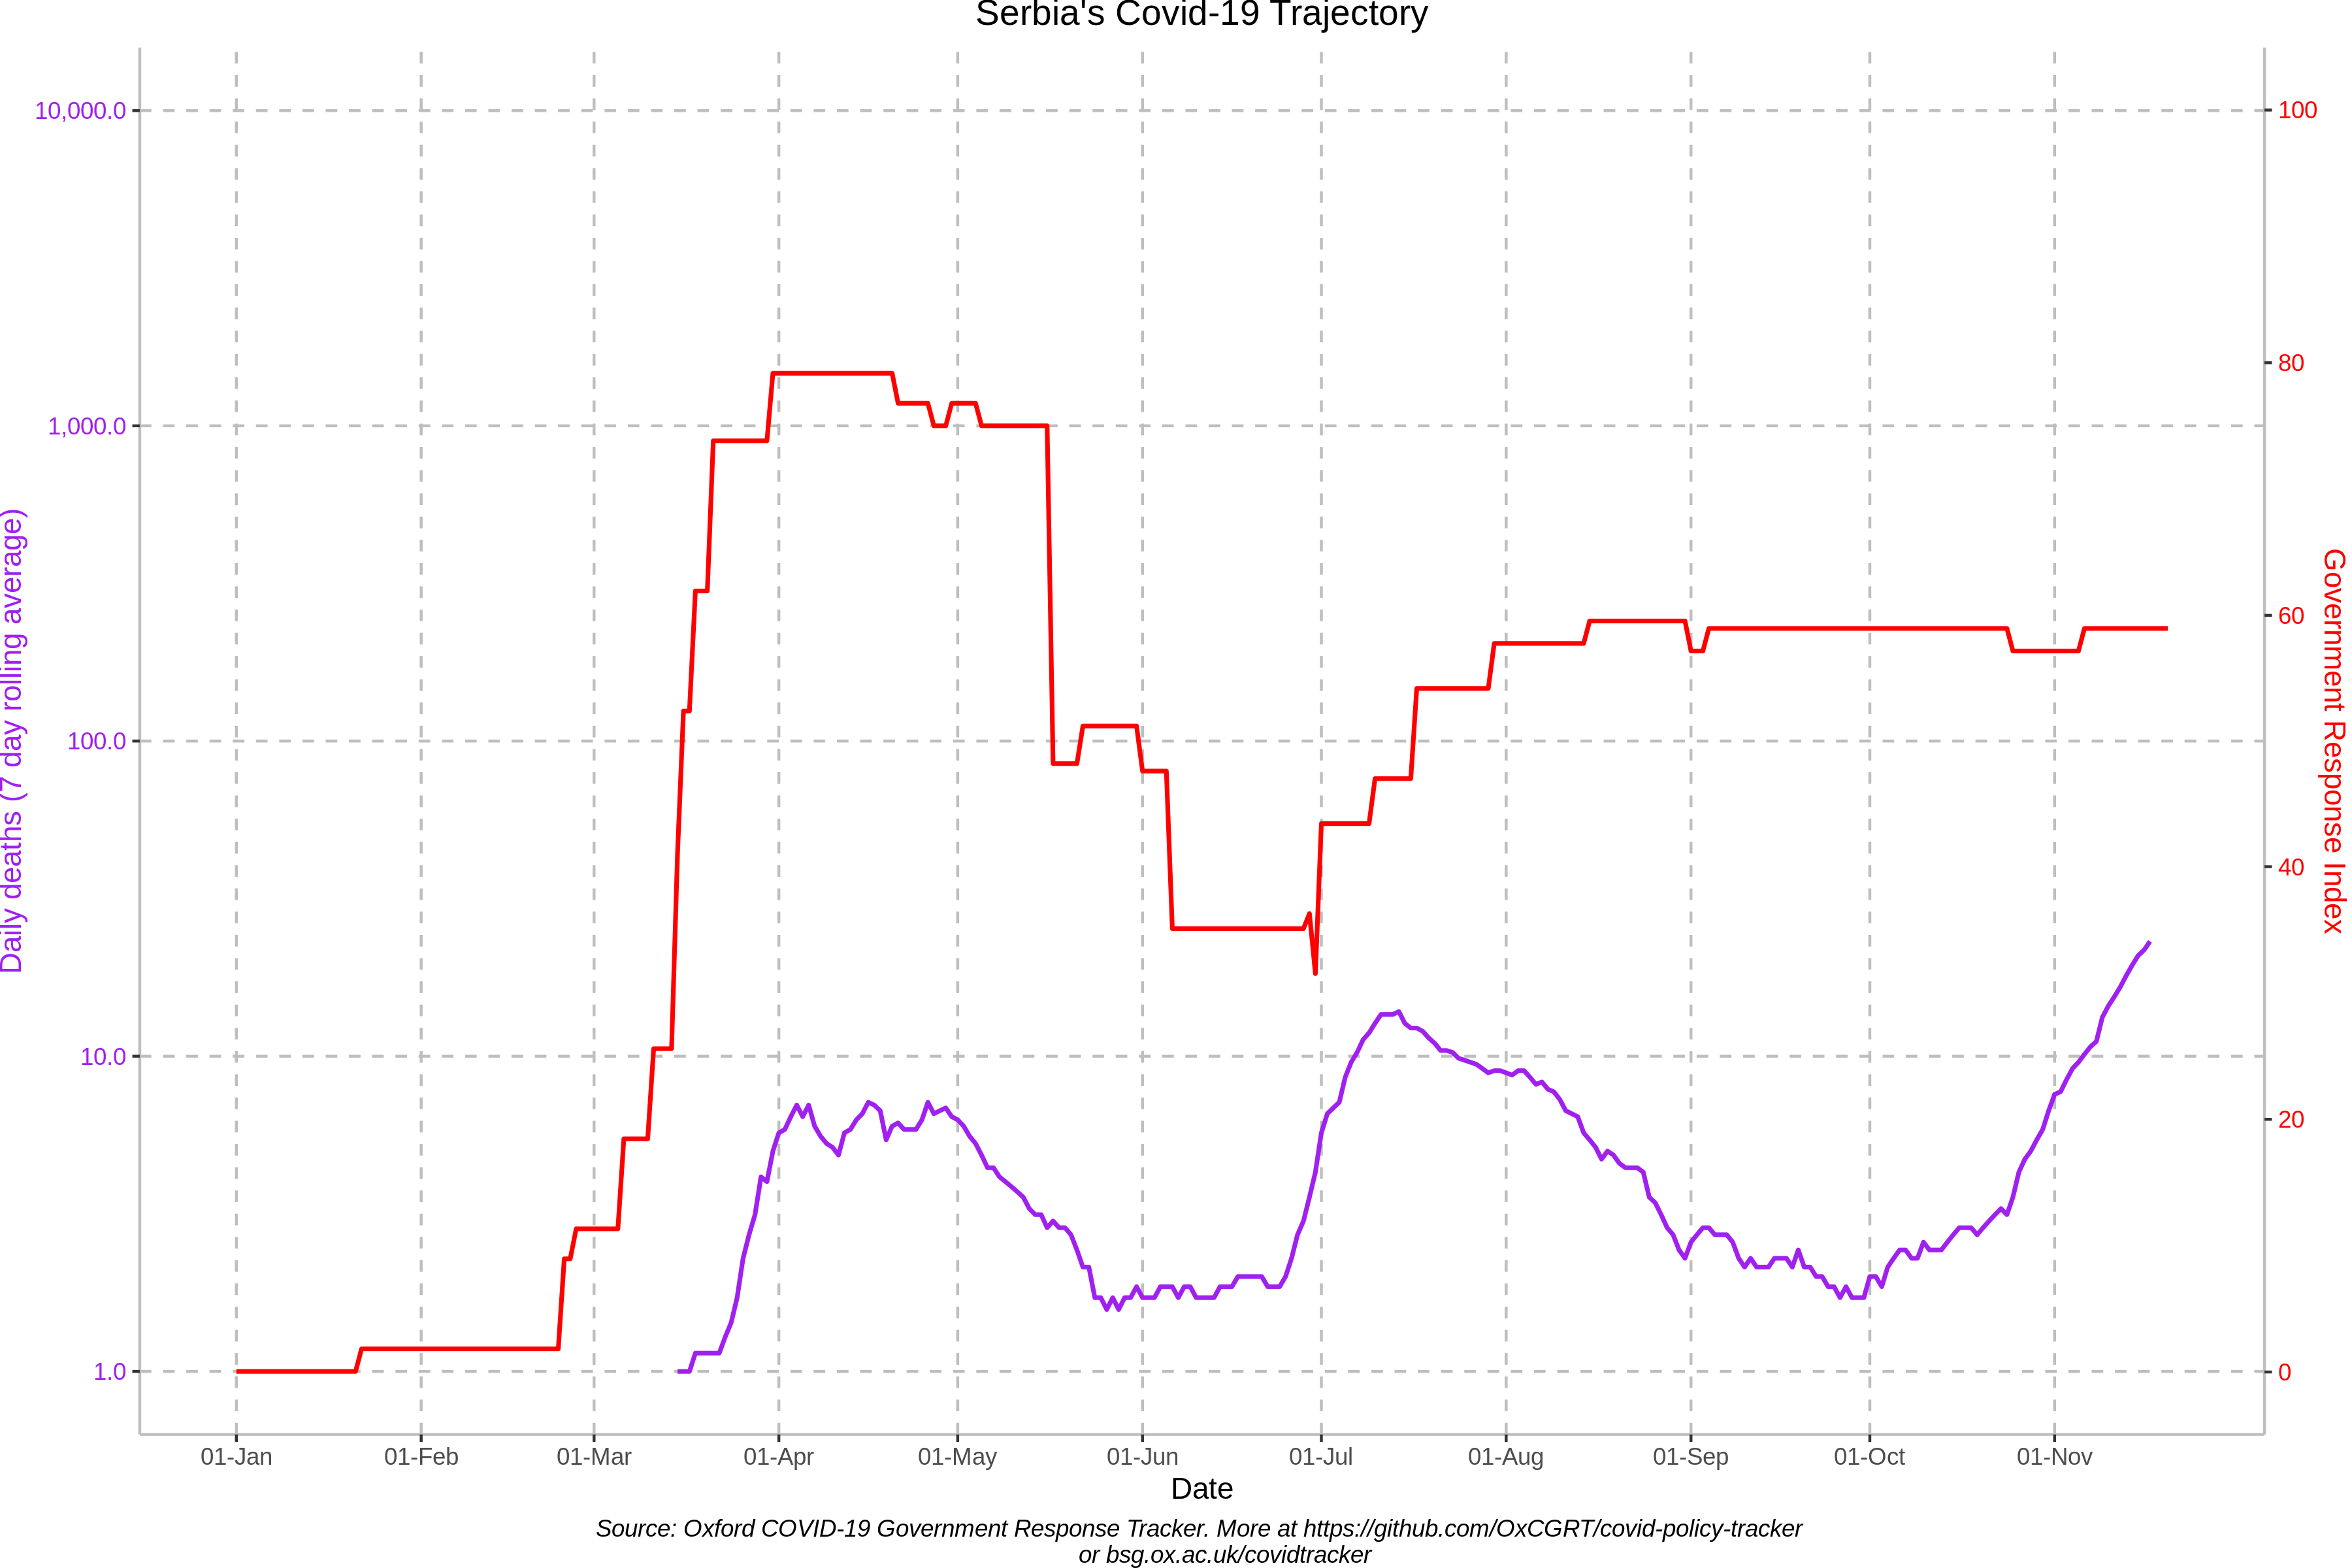 Serbia's Covid-19 Trajectory
10,000.0
1,000.0
100.0
10.0
1.0
Daily deaths (7 day rolling average)
100
80
60
40
20
0
Government Response Index
01-Jan 01-Feb 01-Mar 01-Apr 01-May 01-Jun 01-Jul 01-Aug 01-Sep 01-Oct 01-Nov
Date
Source: Oxford COVID-19 Government Response Tracker. More at https://github.com/OxCGRT/covid-policy-tracker
or bsg.ox.ac.uk/covidtracker